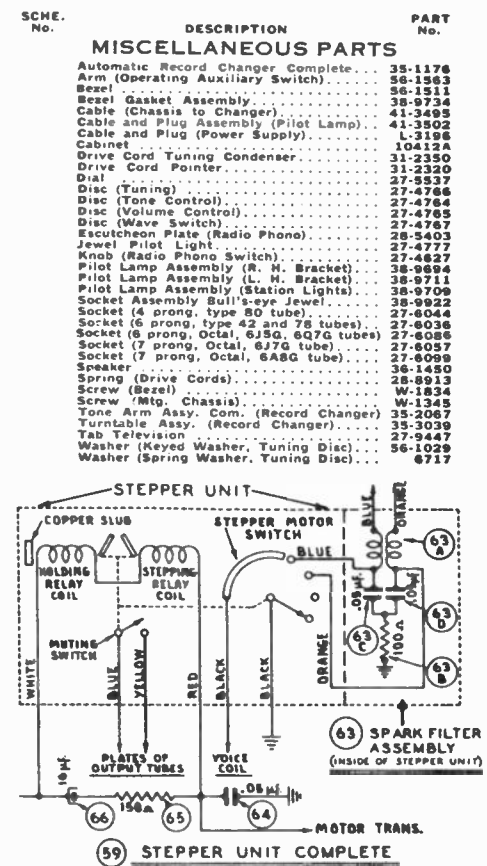 SCHE. No. DESCRIPTION PART No.
MISCELLANEOUS PARTS
Automatic Record Changer Complete... 35-1176
Arm (Operating Auxiliary Switch)....... 56-1563
Bezel.......... 56-1511
Bezel Gasket Assembly.......... 38-9734
Cable (Chassis to Changer).......... 41-3495
Cable and Plug Assembly (Pilot Lamp).. 41-3502
Cable and Plug (Power Supply)......... L-3196
Cabinet .......... 10412A
Drive Cord Tuning Condenser.......... 31-2350
Drive Cord Pointer.......... 31-2320
Dial .......... 27-5537
Disc (Tuning).......... 27-4766
Disc (Tone Control).......... 27-4764
Disc (Volume Control).......... 27-4765
Disc (Wave Switch).......... 27-4767
Escutcheon Plate (Radio Phono)........ 28-5403
Jewel Pilot Light.......... 27-4777
Knob (Radio Phono Switch).......... 27-4627
Pilot Lamp Assembly (R. H. Bracket)... 38-9694
Pilot Lamp Assembly (L. H. Bracket)... 38-9711
Pilot Lamp Assembly (Station Lights)... 38-9709
Socket Assembly Bull's-eye Jewel....... 38-9922
Socket (4 prong, type 80 tube)......... 27-6044
Socket (6 prong, type 42 and 78 tubes).. 27-6036
Socket (6 prong, Octal, 6J5G, 6Q7G tubes) 27-6086
Socket (7 prong, Octal, 6J7G tube)..... 27-6057
Socket (7 prong, Octal, 6A8G tube)..... 27-6099
Speaker .......... 36-1450
Spring (Drive Cords).......... 28-8913
Screw (Bezel).......... W-1834
Screw (Mtg. Chassis).......... W-1345
Tone Arm Assy. Com. (Record Changer) 35-2067
Turntable Assy. (Record Changer)...... 35-3039
Tab Television .......... 27-9447
Washer (Keyed Washer, Tuning Disc)... 56-1029
Washer (Spring Washer, Tuning Disc)... 6717
STEPPER UNIT
COPPER SLUG
STEPPER MOTOR
SWITCH
BLUE
BLUE
ORANGE
63 A
HOLDING
RELAY
COIL
STEPPING
RELAY
COIL
.05 µf.
63 D
63 C
100Ω
63 B
MUTING
SWITCH
WHITE
BLUE
YELLOW
RED
BLACK
BLACK
ORANGE
63 SPARK FILTER
ASSEMBLY
(INSIDE OF STEPPER UNIT)
PLATES OF
OUTPUT TUBES
VOICE
COIL
66
150Ω
65
.05 µf.
64
MOTOR TRANS.
59 STEPPER UNIT COMPLETE